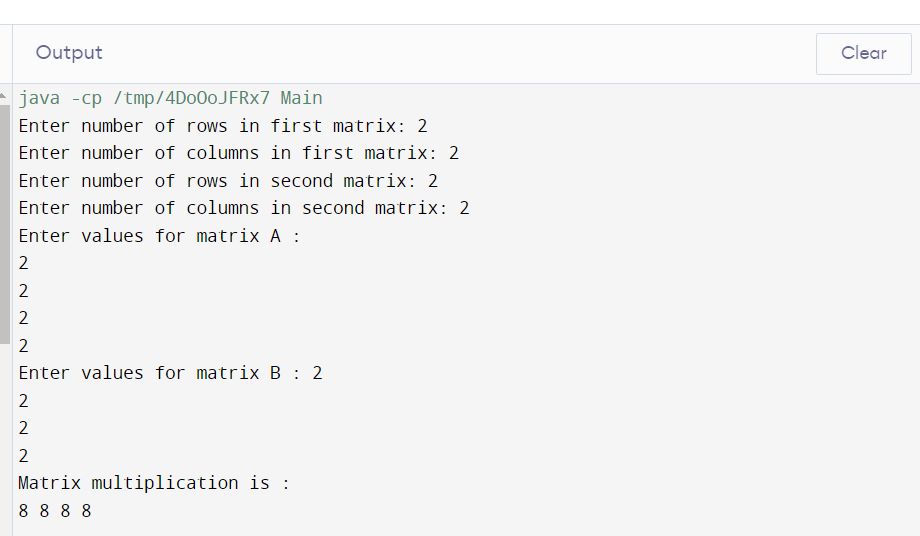 Output
Clear
java -cp /tmp/4DoOoJFRx7 Main
Enter number of rows in first matrix: 2
Enter number of columns in first matrix: 2
Enter number of rows in second matrix: 2
Enter number of columns in second matrix: 2
Enter values for matrix A :
2
2
2
2
Enter values for matrix B : 2
2
2
2
Matrix multiplication is :
8 8 8 8